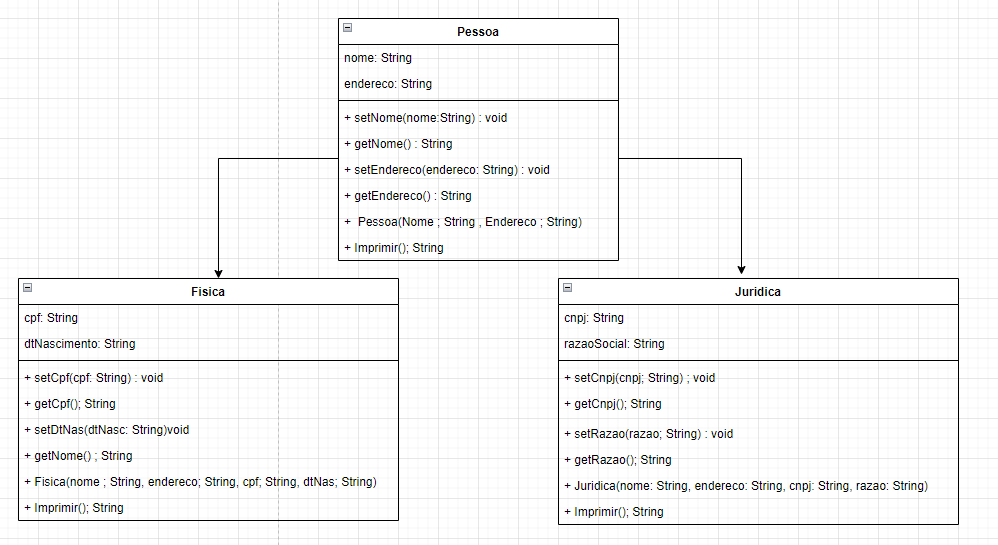 Pessoa
nome: String
endereco: String
+ setNome(nome:String) : void
+ getNome() : String
+ setEndereco(endereco: String) : void
+ getEndereco() : String
+ Pessoa(Nome ; String , Endereco ; String)
+ Imprimir(); String
Fisica
cpf: String
dtNascimento: String
+ setCpf(cpf: String) : void
+ getCpf(); String
+ setDtNas(dtNasc: String)void
+ getNome() ; String
+ Fisica(nome ; String, endereco; String, cpf; String, dtNas; String)
+ Imprimir(); String
Juridica
cnpj: String
razaoSocial: String
+ setCnpj(cnpj; String) ; void
+ getCnpj(); String
+ setRazao(razao; String) : void
+ getRazao(); String
+ Juridica(nome: String, endereco: String, cnpj: String, razao: String)
+ Imprimir(); String